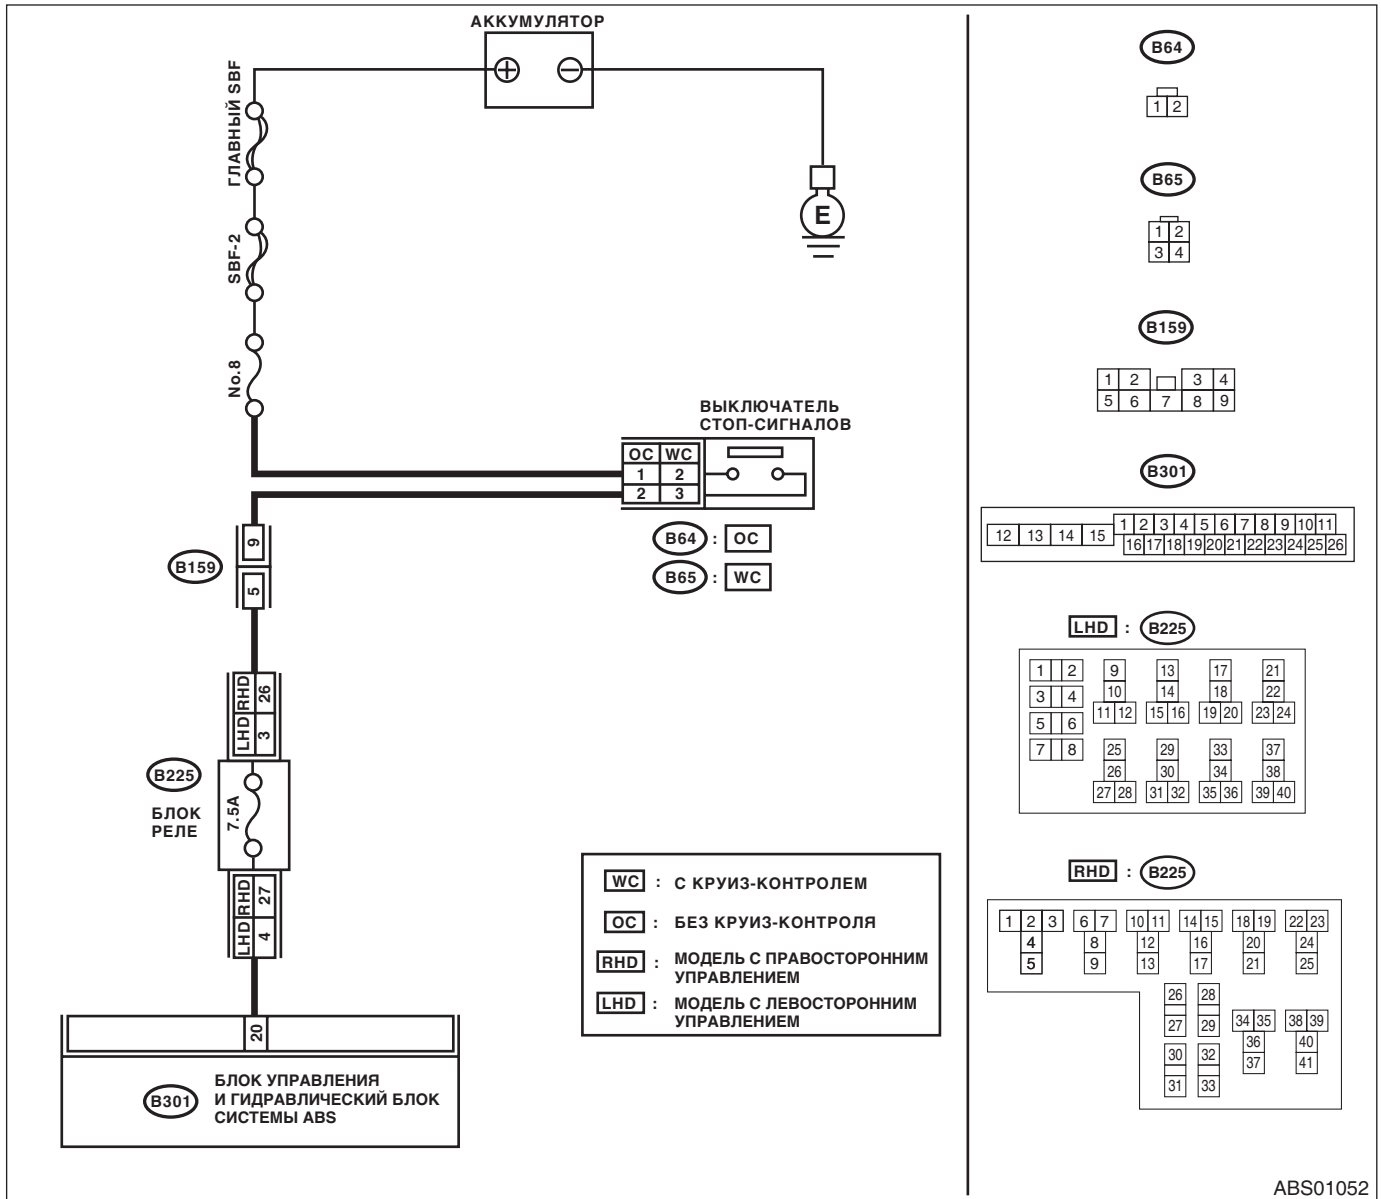 АККУМУЛЯТОР
ГЛАВНЫЙ SBF
SBF-2
No.8
E
ВЫКЛЮЧАТЕЛЬ
СТОП-СИГНАЛОВ
OC WC
1 2
2 3
B64 : OC
B65 : WC
B159
9
5
LHD RHD
3 26
B225
БЛОК
РЕЛЕ
7.5A
LHD RHD
4 27
20
B301
БЛОК УПРАВЛЕНИЯ
И ГИДРАВЛИЧЕСКИЙ БЛОК
СИСТЕМЫ ABS
WC : С КРУИЗ-КОНТРОЛЕМ
OC : БЕЗ КРУИЗ-КОНТРОЛЯ
RHD : МОДЕЛЬ С ПРАВОСТОРОННИМ
УПРАВЛЕНИЕМ
LHD : МОДЕЛЬ С ЛЕВОСТОРОННИМ
УПРАВЛЕНИЕМ
B64
1 2
B65
1 2
3 4
B159
1 2 3 4
5 6 7 8 9
B301
1 2 3 4 5 6 7 8 9 10 11
12 13 14 15
16 17 18 19 20 21 22 23 24 25 26
LHD : B225
1 2 9 13 17 21
3 4 10 14 18 22
11 12 15 16 19 20 23 24
5 6
7 8 25 29 33 37
26 30 34 38
27 28 31 32 35 36 39 40
RHD : B225
1 2 3 6 7 10 11 14 15 18 19 22 23
4 8 12 16 20 24
5 9 13 17 21 25
26 28
27 29 34 35 38 39
36 40
30 32 37 41
31 33
ABS01052